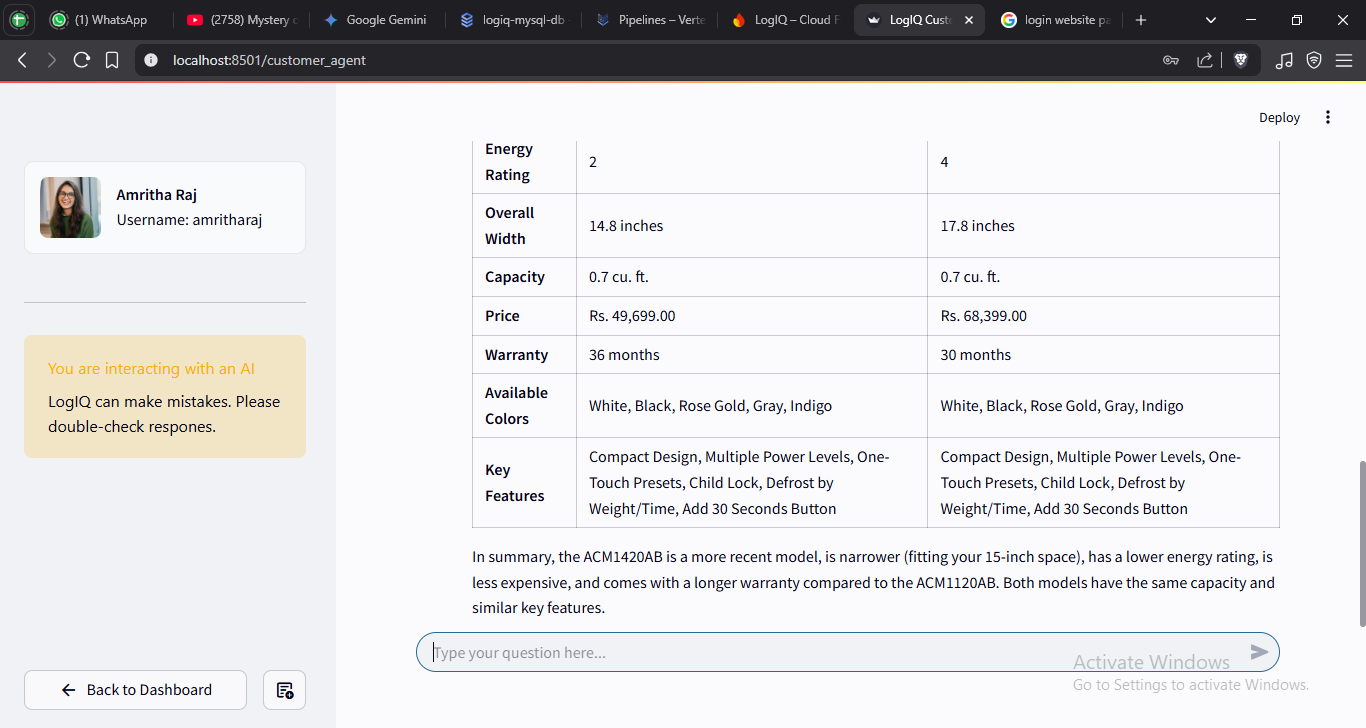 (1) WhatsApp
(2758) Mystery
Google Gemini
logiq-mysql-db
Pipelines – Verte
LogIQ – Cloud F
LogIQ Cust
login website pa
localhost:8501/customer_agent
Deploy
Amritha Raj
Username: amritharaj
You are interacting with an AI
LogIQ can make mistakes. Please
double-check respones.
Back to Dashboard
Energy
Rating
2
4
Overall
Width
14.8 inches
17.8 inches
Capacity
0.7 cu. ft.
0.7 cu. ft.
Price
Rs. 49,699.00
Rs. 68,399.00
Warranty
36 months
30 months
Available
Colors
White, Black, Rose Gold, Gray, Indigo
White, Black, Rose Gold, Gray, Indigo
Key
Features
Compact Design, Multiple Power Levels, One-
Touch Presets, Child Lock, Defrost by
Weight/Time, Add 30 Seconds Button
Compact Design, Multiple Power Levels, One-
Touch Presets, Child Lock, Defrost by
Weight/Time, Add 30 Seconds Button
In summary, the ACM1420AB is a more recent model, is narrower (fitting your 15-inch space), has a lower energy rating, is
less expensive, and comes with a longer warranty compared to the ACM1120AB. Both models have the same capacity and
similar key features.
Type your question here...
Activate Windows
Go to Settings to activate Windows.